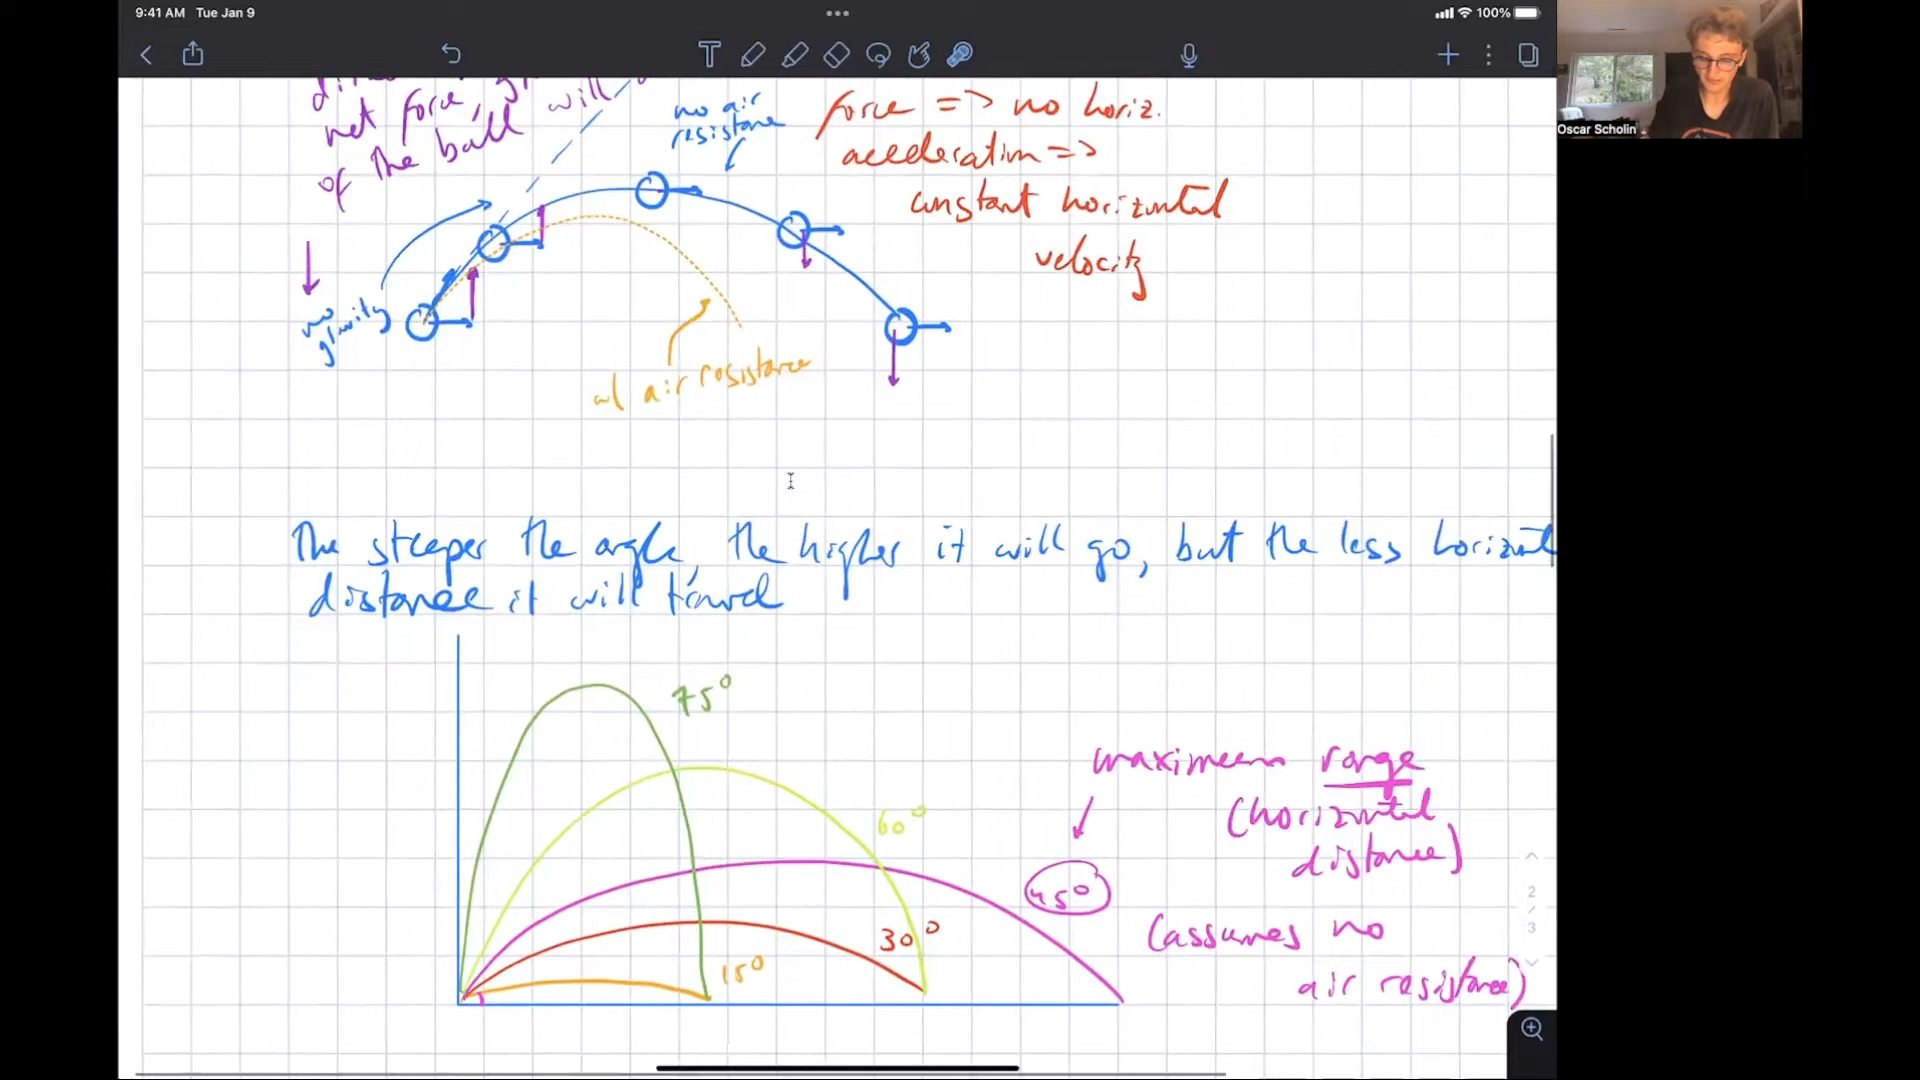 9:41 AM Tue Jan 9
100%
Oscar Scholin
net force,
of the ball will
no air
resistance
force => no horiz.
acceleration =>
constant horizontal
velocity
no
gravity
w/ air resistance
The steeper the angle, the higher it will go, but the less horizont
distance it will travel
75°
60°
45°
30°
15°
maximum range
(horizontal
distance)
(assumes no
air resistance)
2
3